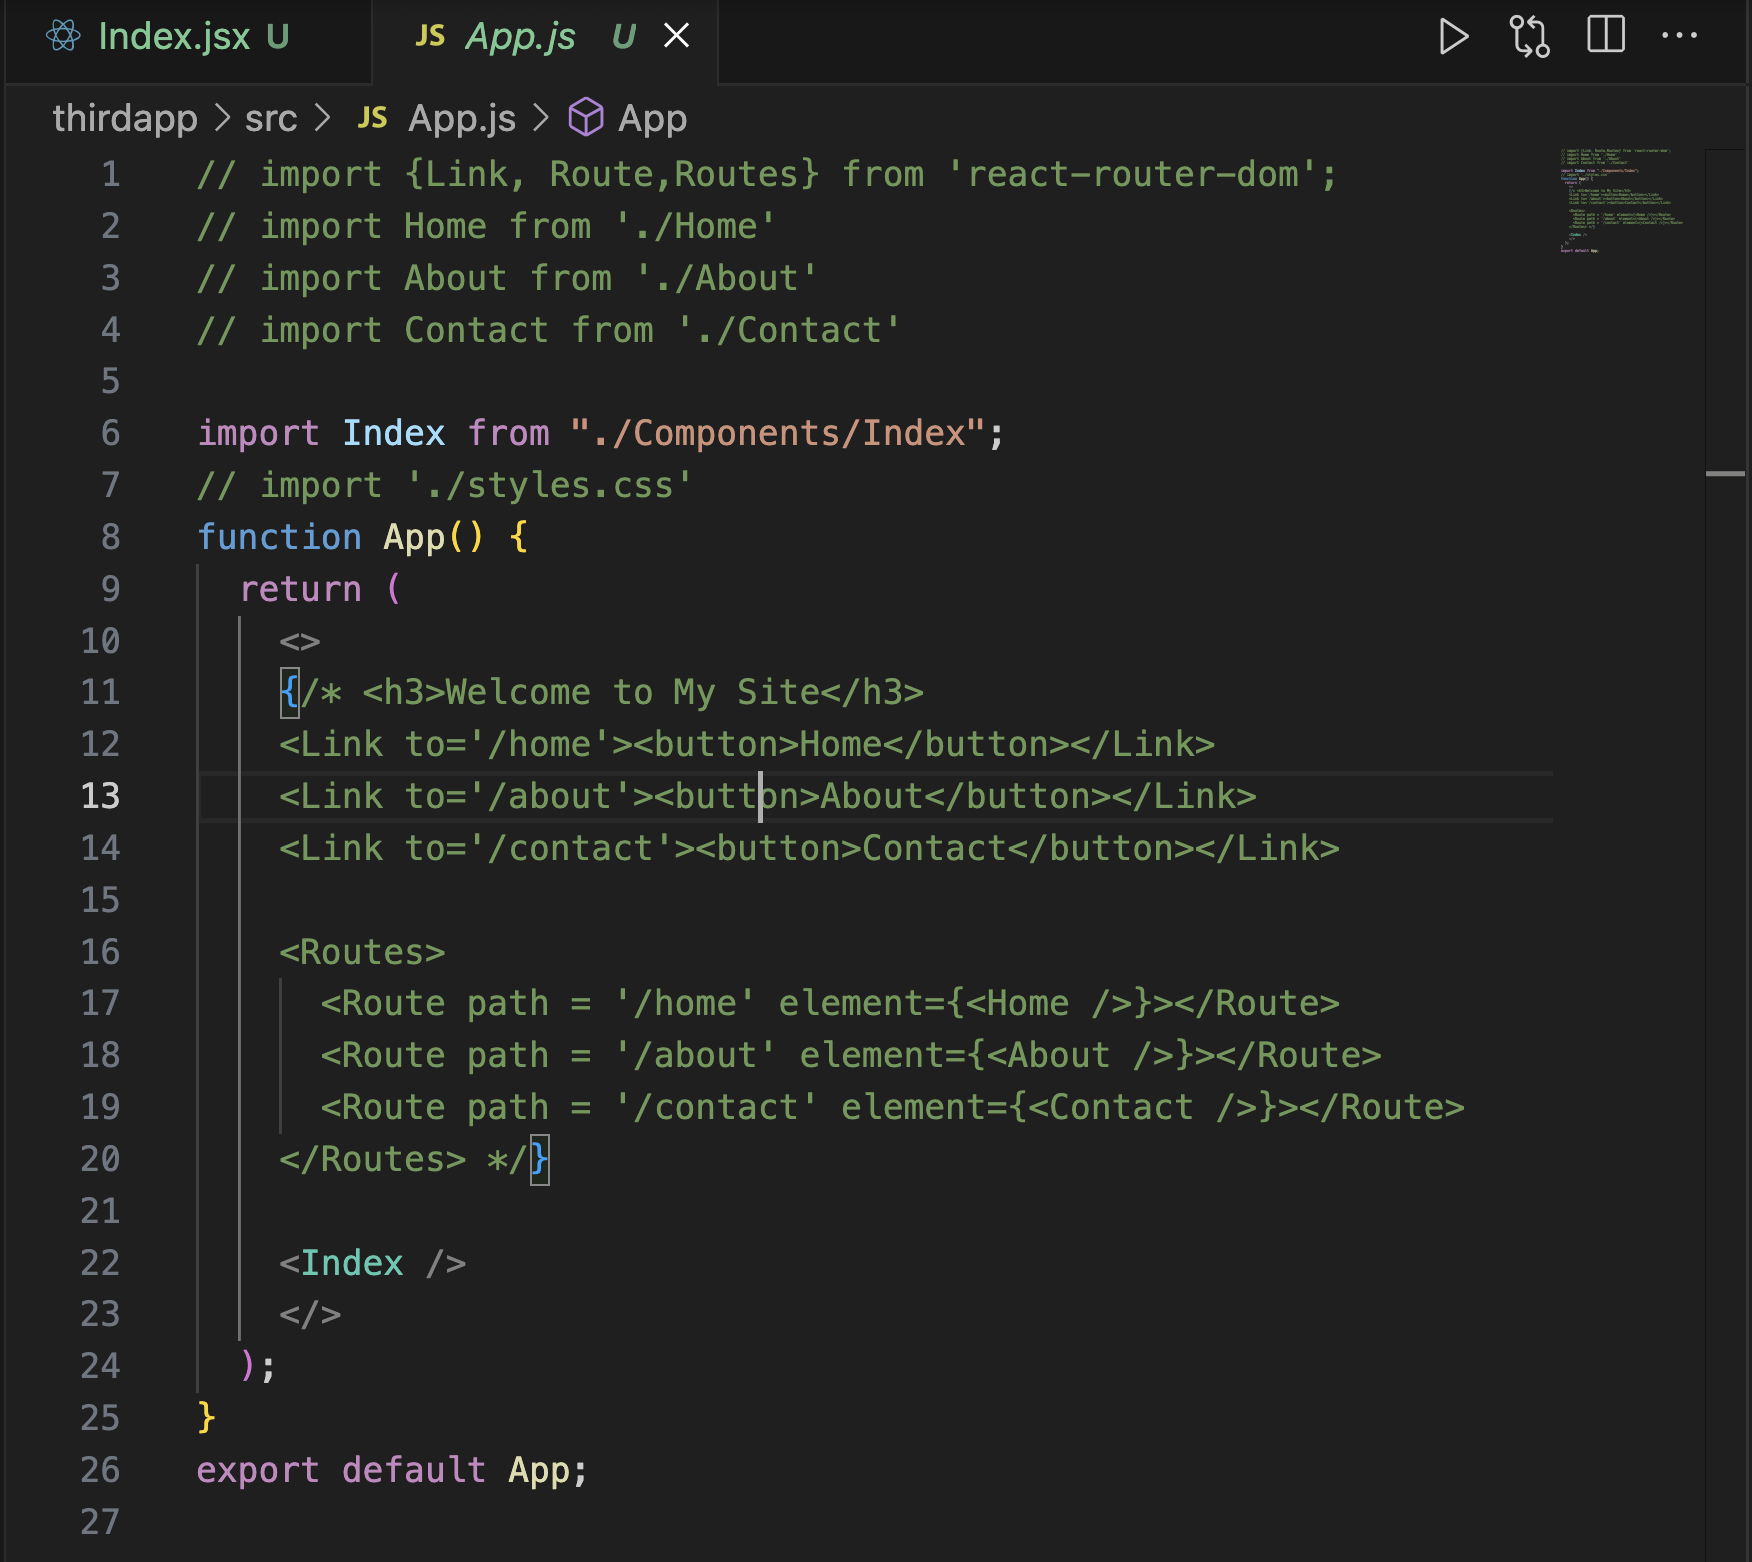 Index.jsx U JS App.js U
thirdapp > src > JS App.js > App
1 // import {Link, Route,Routes} from 'react-router-dom';
2 // import Home from './Home'
3 // import About from './About'
4 // import Contact from './Contact'
5
6 import Index from "./Components/Index";
7 // import './styles.css'
8 function App() {
9   return (
10     <>
11     {/* <h3>Welcome to My Site</h3>
12     <Link to='/home'><button>Home</button></Link>
13     <Link to='/about'><button>About</button></Link>
14     <Link to='/contact'><button>Contact</button></Link>
15
16     <Routes>
17       <Route path = '/home' element={<Home />}></Route>
18       <Route path = '/about' element={<About />}></Route>
19       <Route path = '/contact' element={<Contact />}></Route>
20     </Routes> */}
21
22     <Index />
23     </>
24   );
25 }
26 export default App;
27